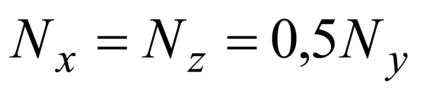 N_x = N_z = 0,5N_y